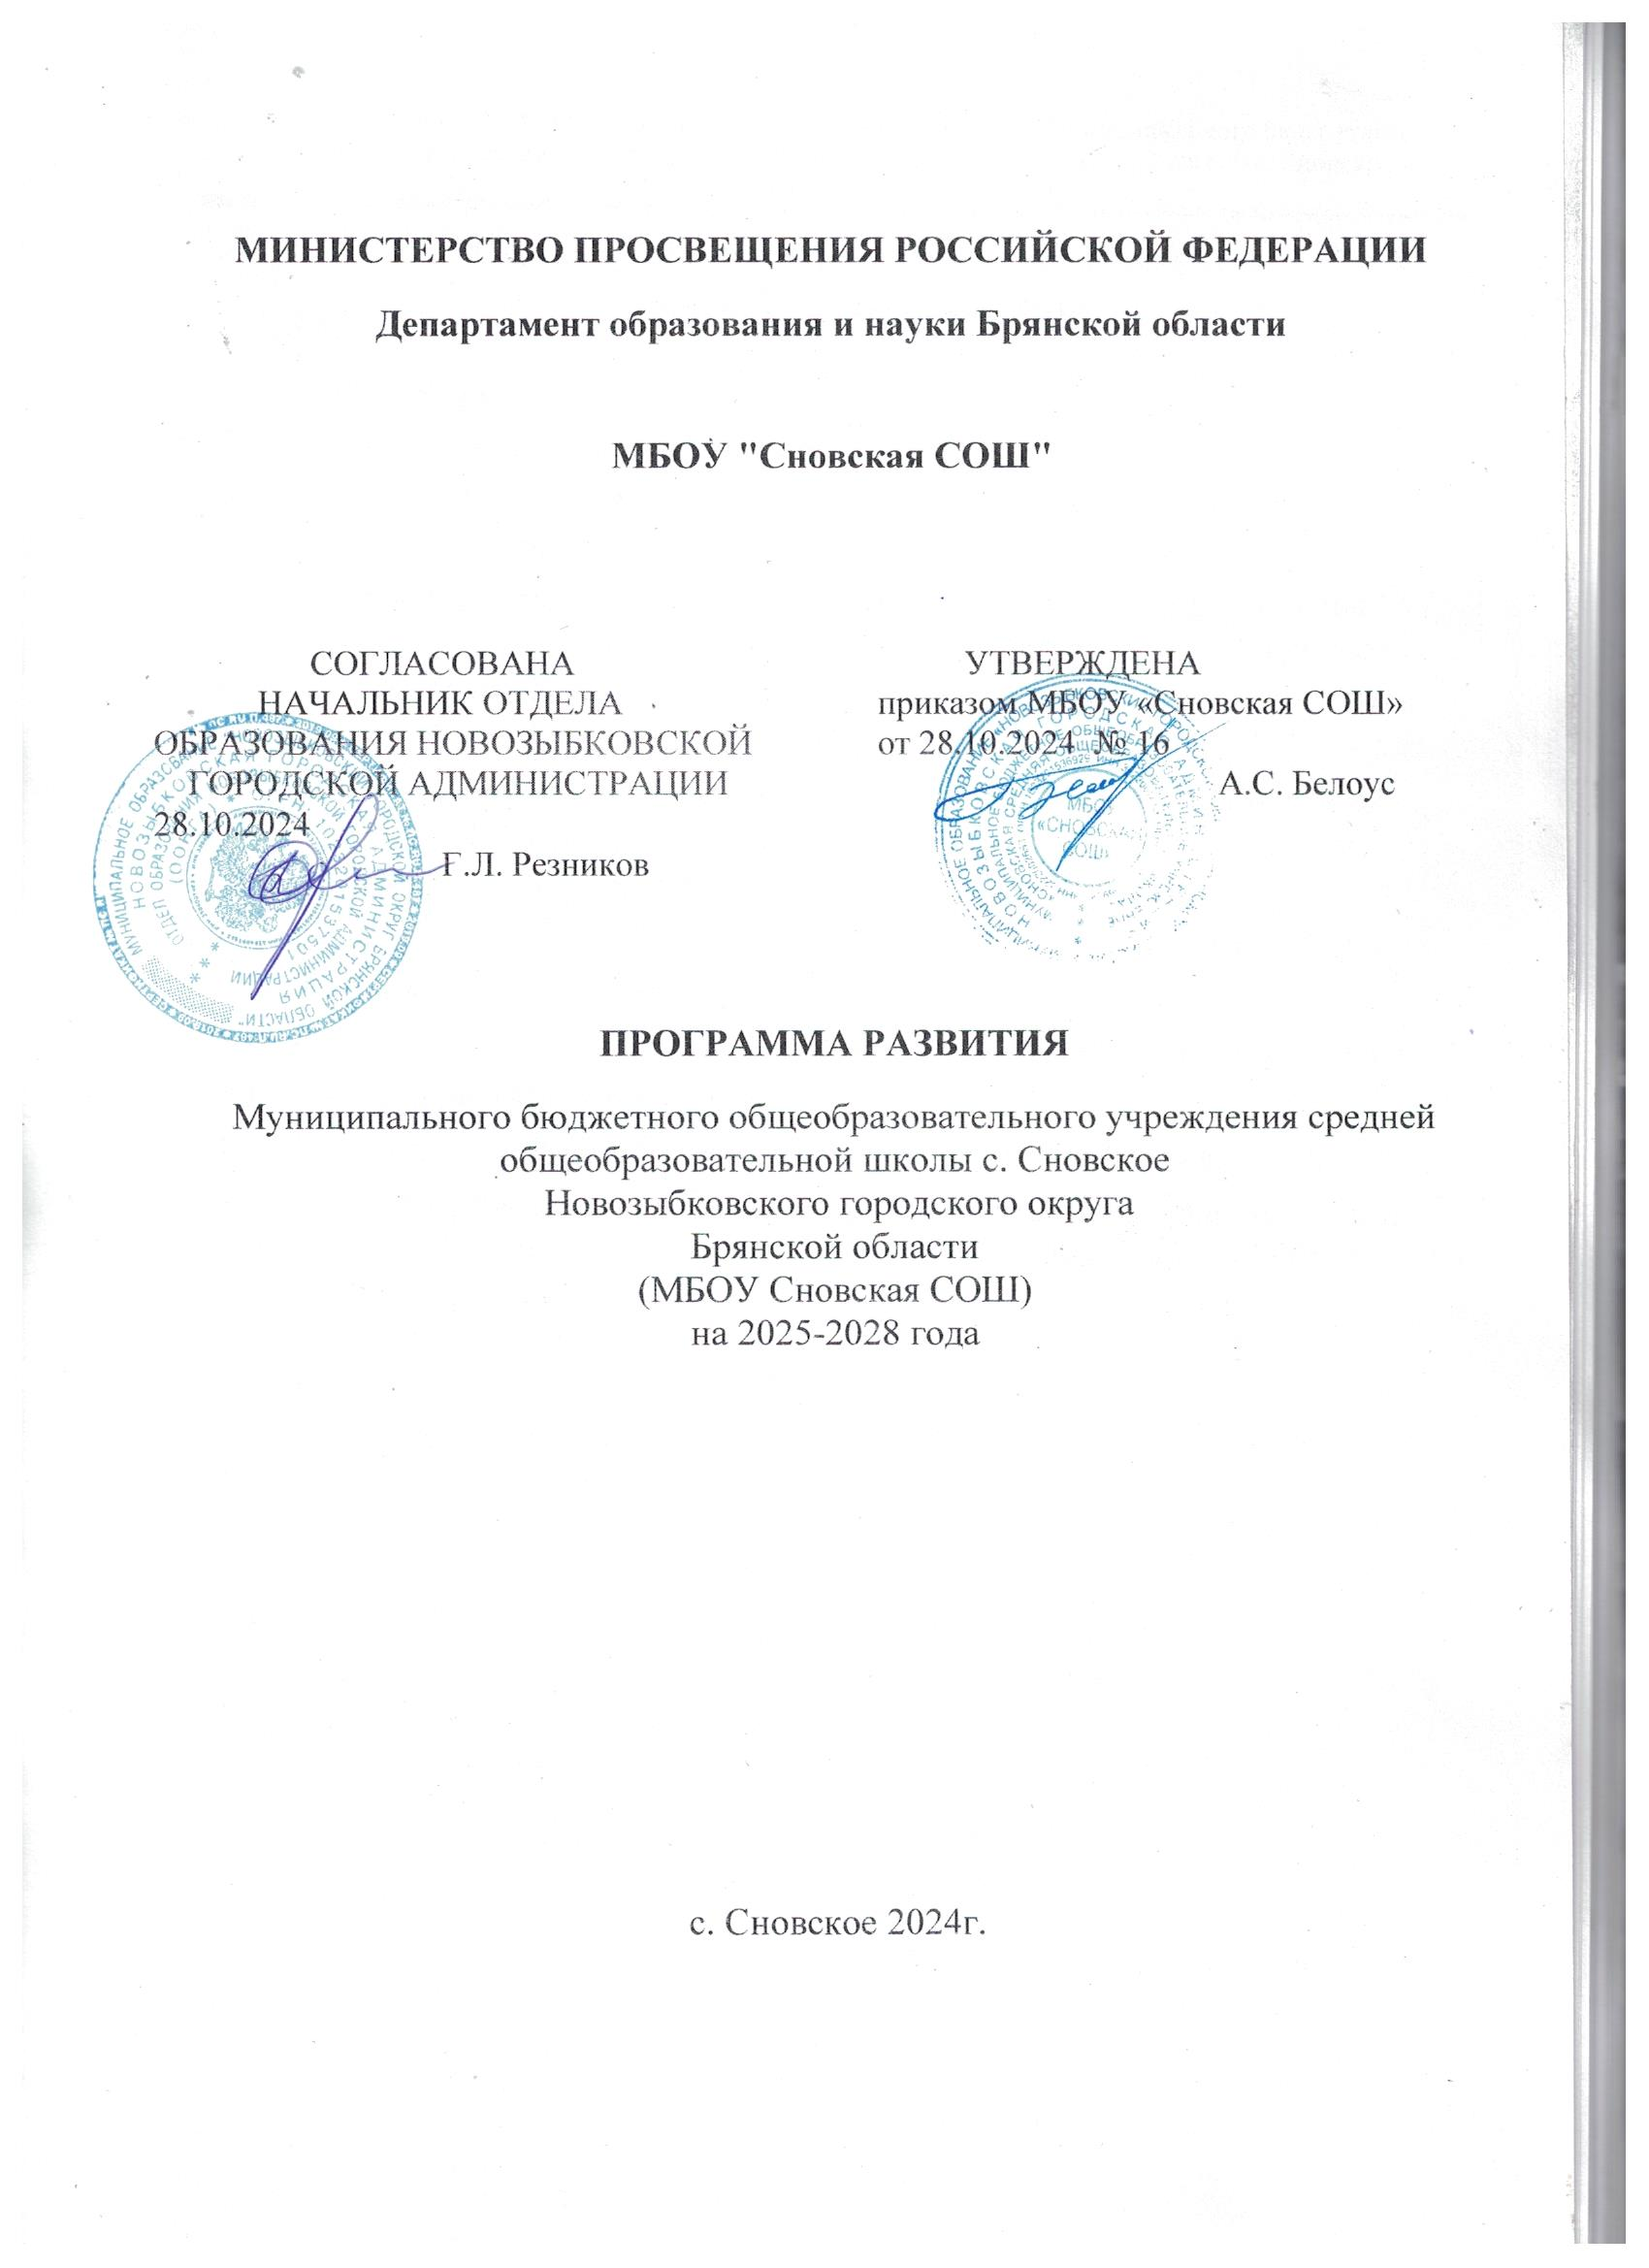 МИНИСТЕРСТВО ПРОСВЕЩЕНИЯ РОССИЙСКОЙ ФЕДЕРАЦИИ
Департамент образования и науки Брянской области
МБОУ "Сновская СОШ"
СОГЛАСОВАНА
НАЧАЛЬНИК ОТДЕЛА
ОБРАЗОВАНИЯ НОВОЗЫБКОВСКОЙ
ГОРОДСКОЙ АДМИНИСТРАЦИИ
28.10.2024
Г.Л. Резников
УТВЕРЖДЕНА
приказом МБОУ «Сновская СОШ»
от 28.10.2024 № 16
А.С. Белоус
МБОУ
«СНОВСКАЯ
СОШ»
ПРОГРАММА РАЗВИТИЯ
Муниципального бюджетного общеобразовательного учреждения средней
общеобразовательной школы с. Сновское
Новозыбковского городского округа
Брянской области
(МБОУ Сновская СОШ)
на 2025-2028 года
с. Сновское 2024г.